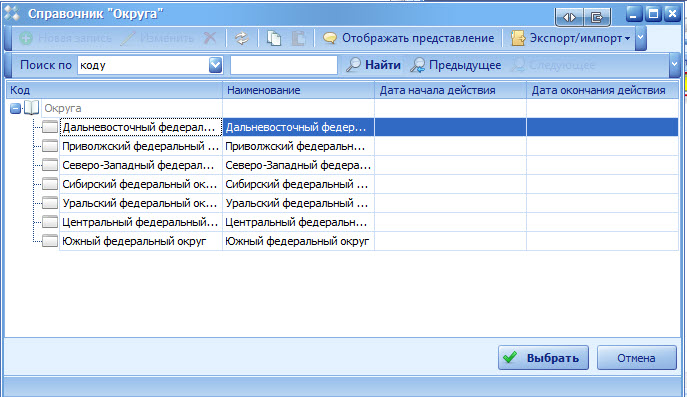 Справочник "Округа"
Новая запись Изменить Отображать представление Экспорт/импорт
Поиск по коду Найти Предыдущее Следующее
Код Наименование Дата начала действия Дата окончания действия
Округа
Дальневосточный федерал... Дальневосточный федер...
Приволжский федеральный ... Приволжский федеральн...
Северо-Западный федерал... Северо-Западный федера...
Сибирский федеральный ок... Сибирский федеральный ...
Уральский федеральный ок... Уральский федеральный ...
Центральный федеральный... Центральный федеральн...
Южный федеральный округ Южный федеральный округ
Выбрать Отмена